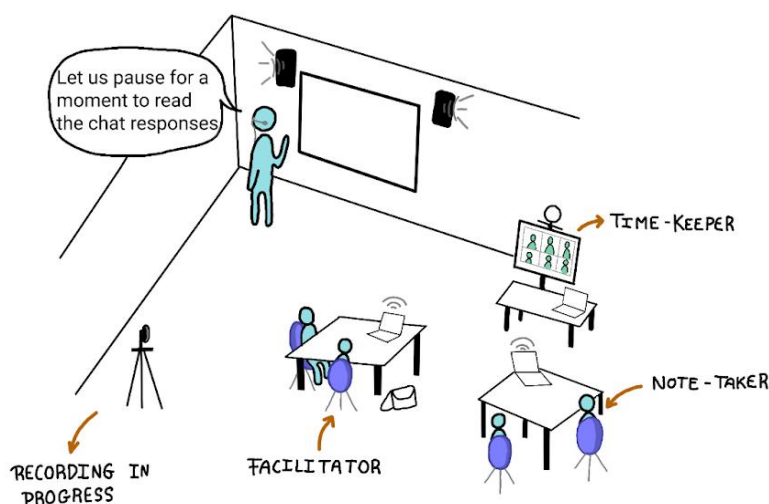 Let us pause for a
moment to read
the chat responses
TIME-KEEPER
NOTE-TAKER
FACILITATOR
RECORDING IN
PROGRESS